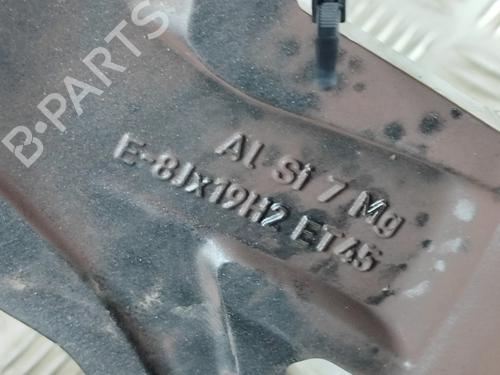 B-PARTS
Al Si 7 Mg
E-8Jx19H2 ET45